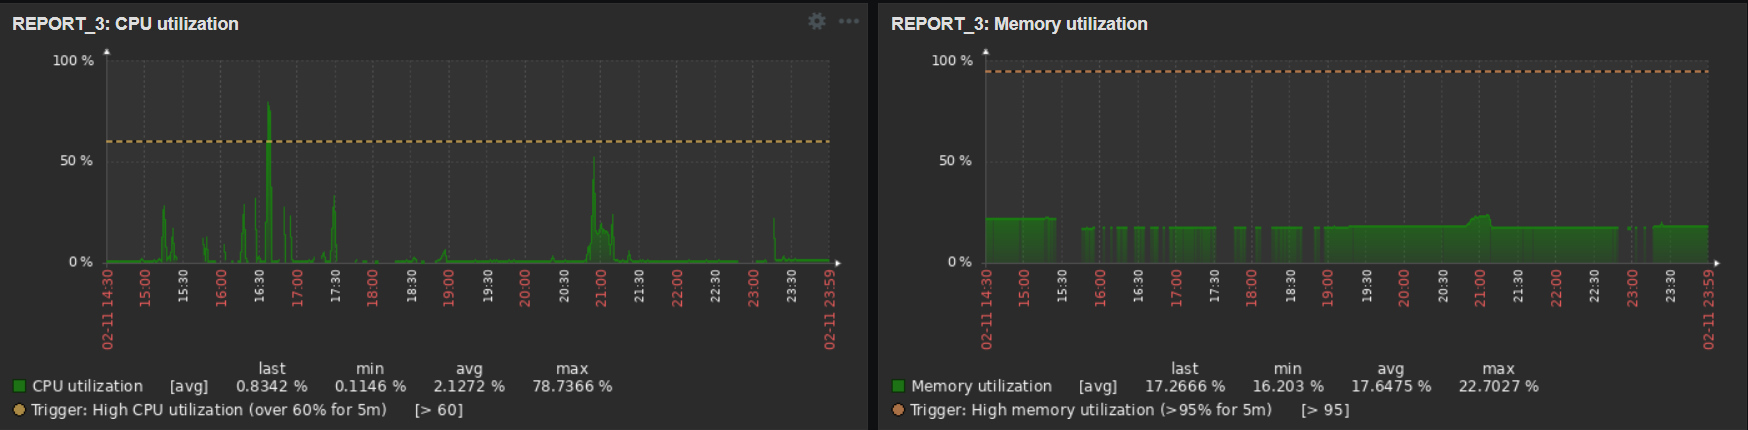 REPORT_3: CPU utilization
100 %
50 %
0 %
02-11 14:30 15:00 15:30 16:00 16:30 17:00 17:30 18:00 18:30 19:00 19:30 20:00 20:30 21:00 21:30 22:00 22:30 23:00 23:30 02-11 23:59
last min avg max
CPU utilization [avg] 0.8342 % 0.1146 % 2.1272 % 78.7366 %
Trigger: High CPU utilization (over 60% for 5m) [> 60]
REPORT_3: Memory utilization
100 %
50 %
0 %
02-11 14:30 15:00 15:30 16:00 16:30 17:00 17:30 18:00 18:30 19:00 19:30 20:00 20:30 21:00 21:30 22:00 22:30 23:00 23:30 02-11 23:59
last min avg max
Memory utilization [avg] 17.2666 % 16.203 % 17.6475 % 22.7027 %
Trigger: High memory utilization (>95% for 5m) [> 95]